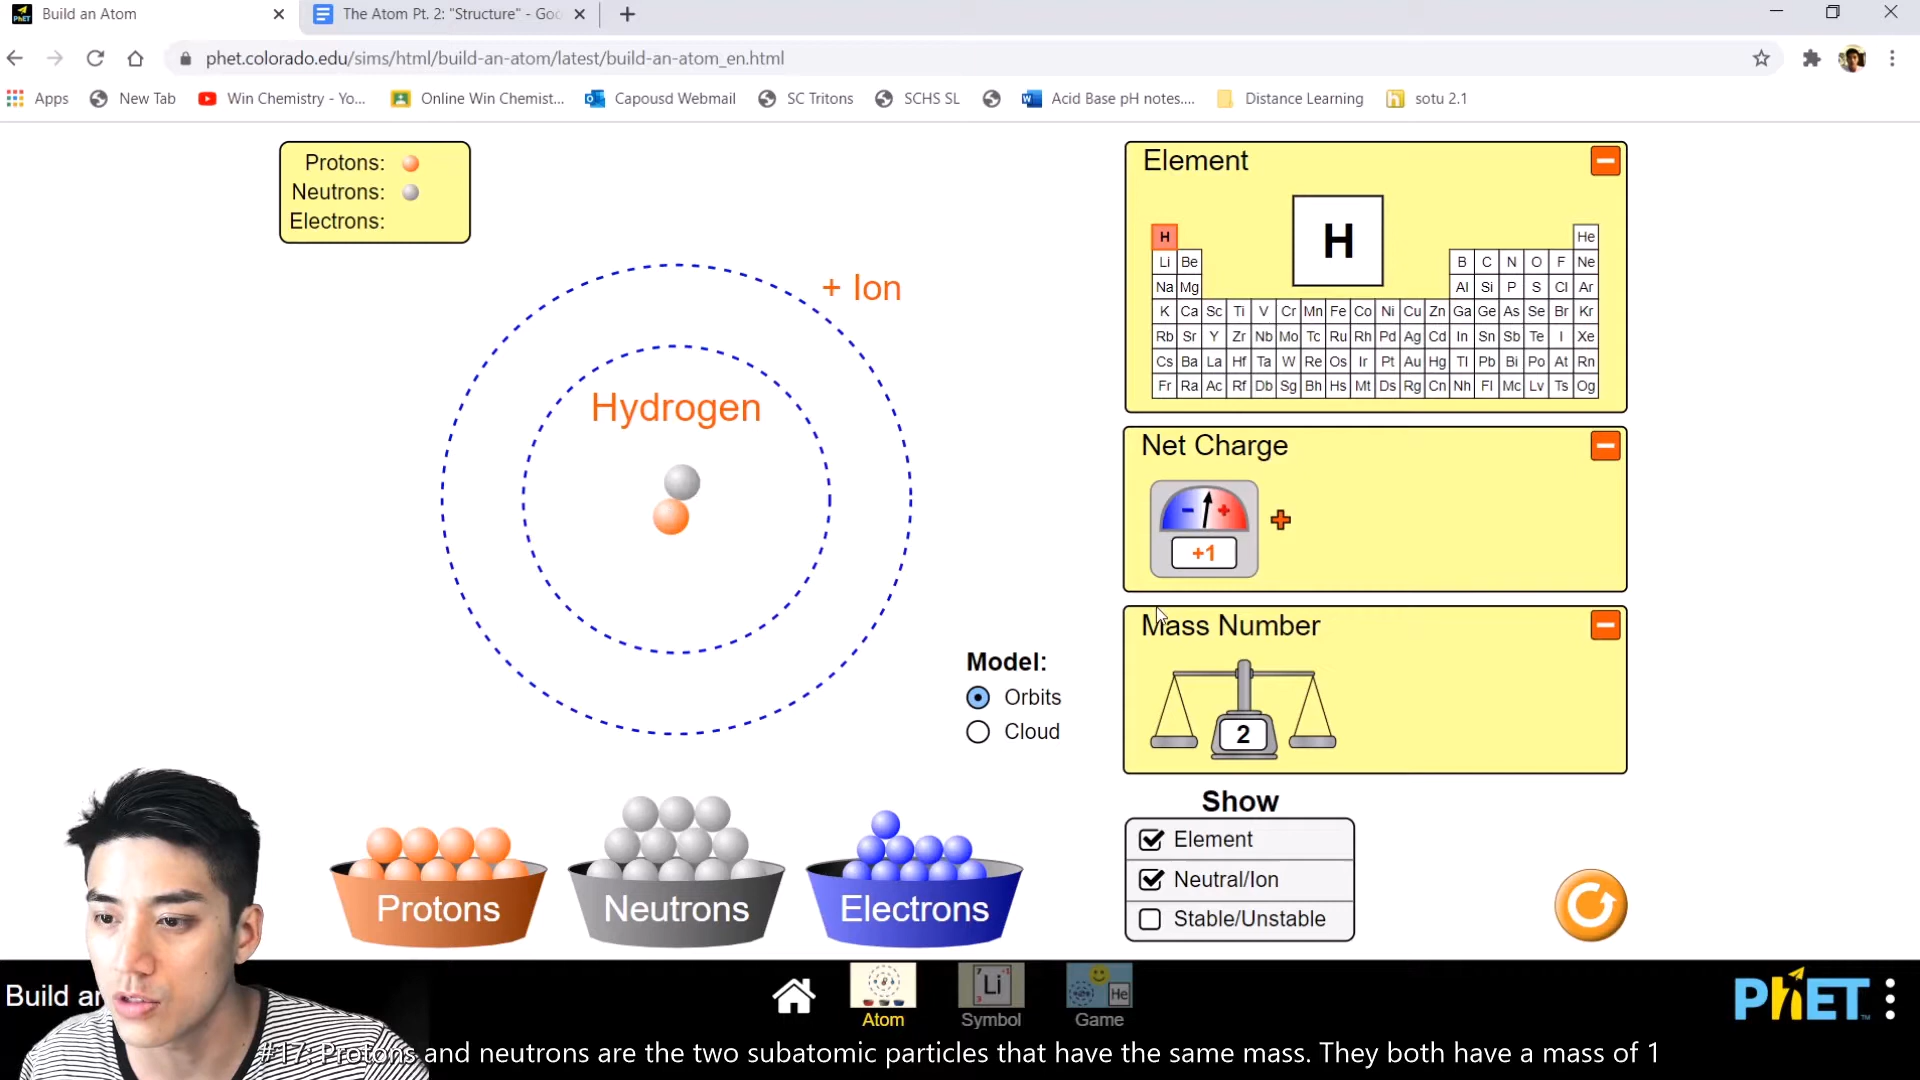 Build an Atom
The Atom Pt. 2: "Structure" - Goo
phet.colorado.edu/sims/html/build-an-atom/latest/build-an-atom_en.html
Apps New Tab Win Chemistry - Yo... Online Win Chemist... Capousd Webmail SC Tritons SCHS SL Acid Base pH notes.... Distance Learning sotu 2.1
Protons:
Neutrons:
Electrons:
+ Ion
Hydrogen
Element
H
H He
Li Be B C N O F Ne
Na Mg Al Si P S Cl Ar
K Ca Sc Ti V Cr Mn Fe Co Ni Cu Zn Ga Ge As Se Br Kr
Rb Sr Y Zr Nb Mo Tc Ru Rh Pd Ag Cd In Sn Sb Te I Xe
Cs Ba La Hf Ta W Re Os Ir Pt Au Hg Tl Pb Bi Po At Rn
Fr Ra Ac Rf Db Sg Bh Hs Mt Ds Rg Cn Nh Fl Mc Lv Ts Og
Net Charge
- +
+1
+
Mass Number
2
Model:
Orbits
Cloud
Show
Element
Neutral/Ion
Stable/Unstable
Protons
Neutrons
Electrons
Build an
Atom
7 +1
Li
3
Symbol
He
Game
PhET
#17: Protons and neutrons are the two subatomic particles that have the same mass. They both have a mass of 1